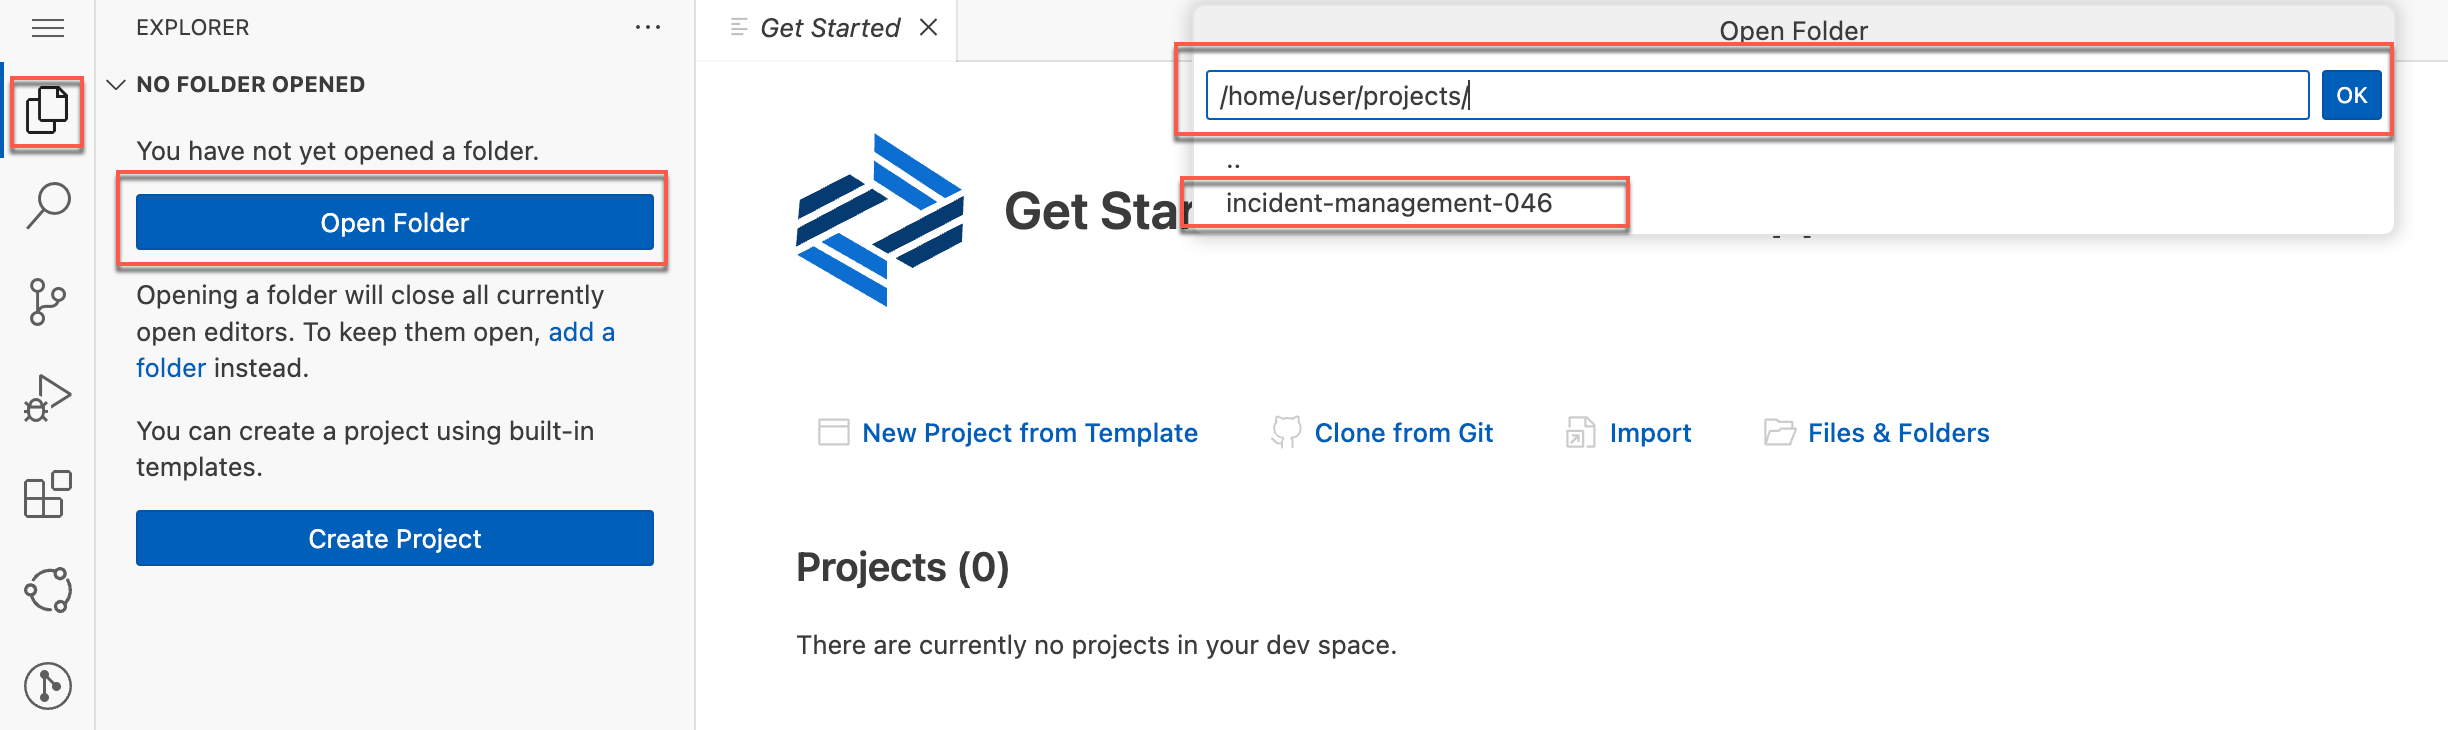 EXPLORER
NO FOLDER OPENED
You have not yet opened a folder.
Open Folder
Opening a folder will close all currently
open editors. To keep them open, add a
folder instead.
You can create a project using built-in
templates.
Create Project
Get Started
Open Folder
/home/user/projects/
OK
..
incident-management-046
Get Star
New Project from Template
Clone from Git
Import
Files & Folders
Projects (0)
There are currently no projects in your dev space.